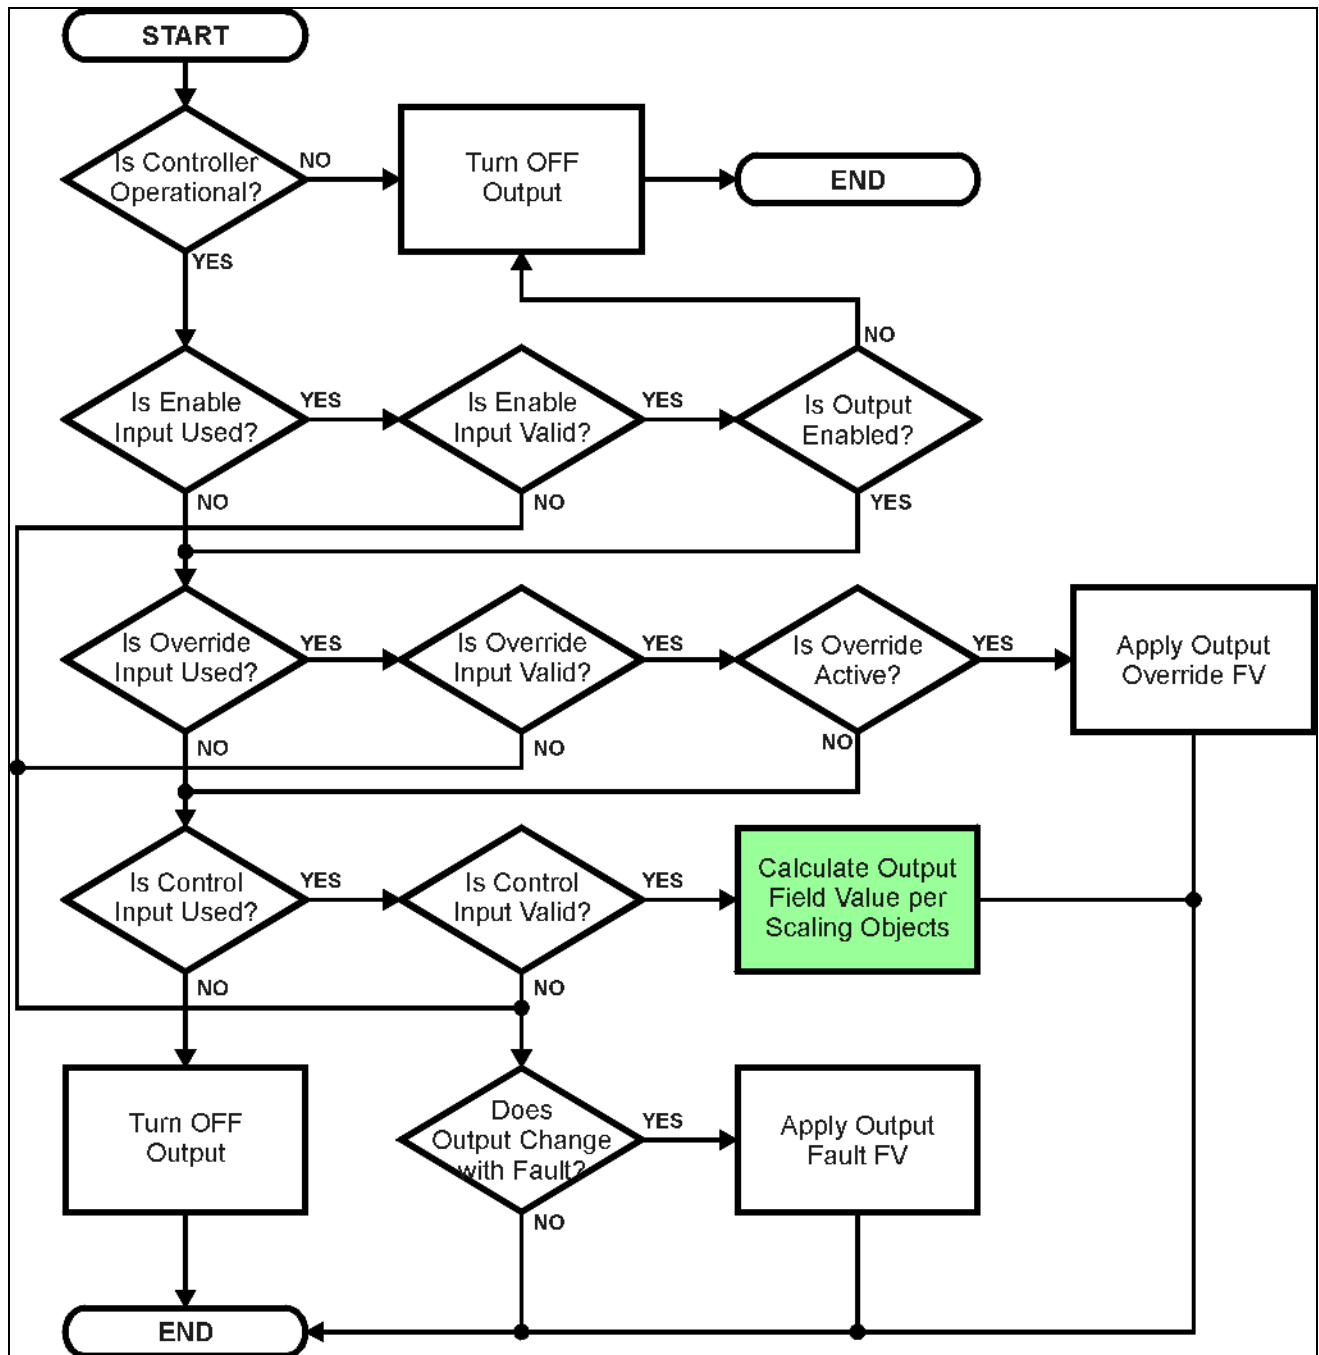 START
Is Controller
Operational?
NO
Turn OFF
Output
END
YES
NO
Is Enable
Input Used?
YES
Is Enable
Input Valid?
YES
Is Output
Enabled?
NO
NO
YES
Is Override
Input Used?
YES
Is Override
Input Valid?
YES
Is Override
Active?
YES
Apply Output
Override FV
NO
NO
NO
Is Control
Input Used?
YES
Is Control
Input Valid?
YES
Calculate Output
Field Value per
Scaling Objects
NO
NO
Turn OFF
Output
Does
Output Change
with Fault?
YES
Apply Output
Fault FV
NO
END